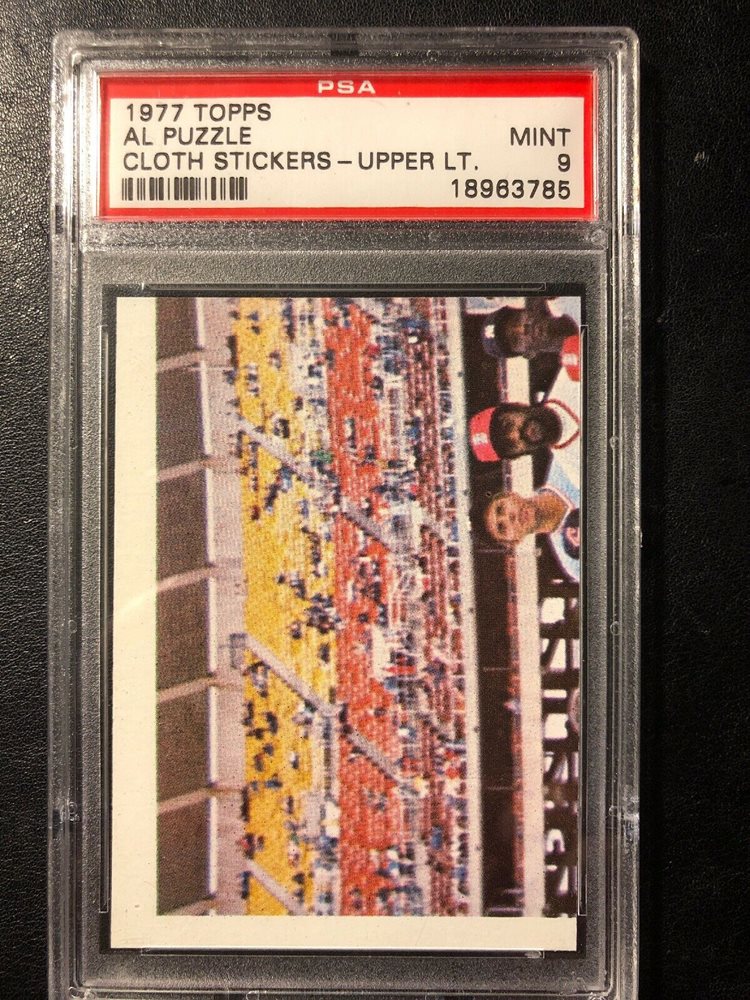 PSA
1977 TOPPS
AL PUZZLE MINT
CLOTH STICKERS - UPPER LT. 9
18963785